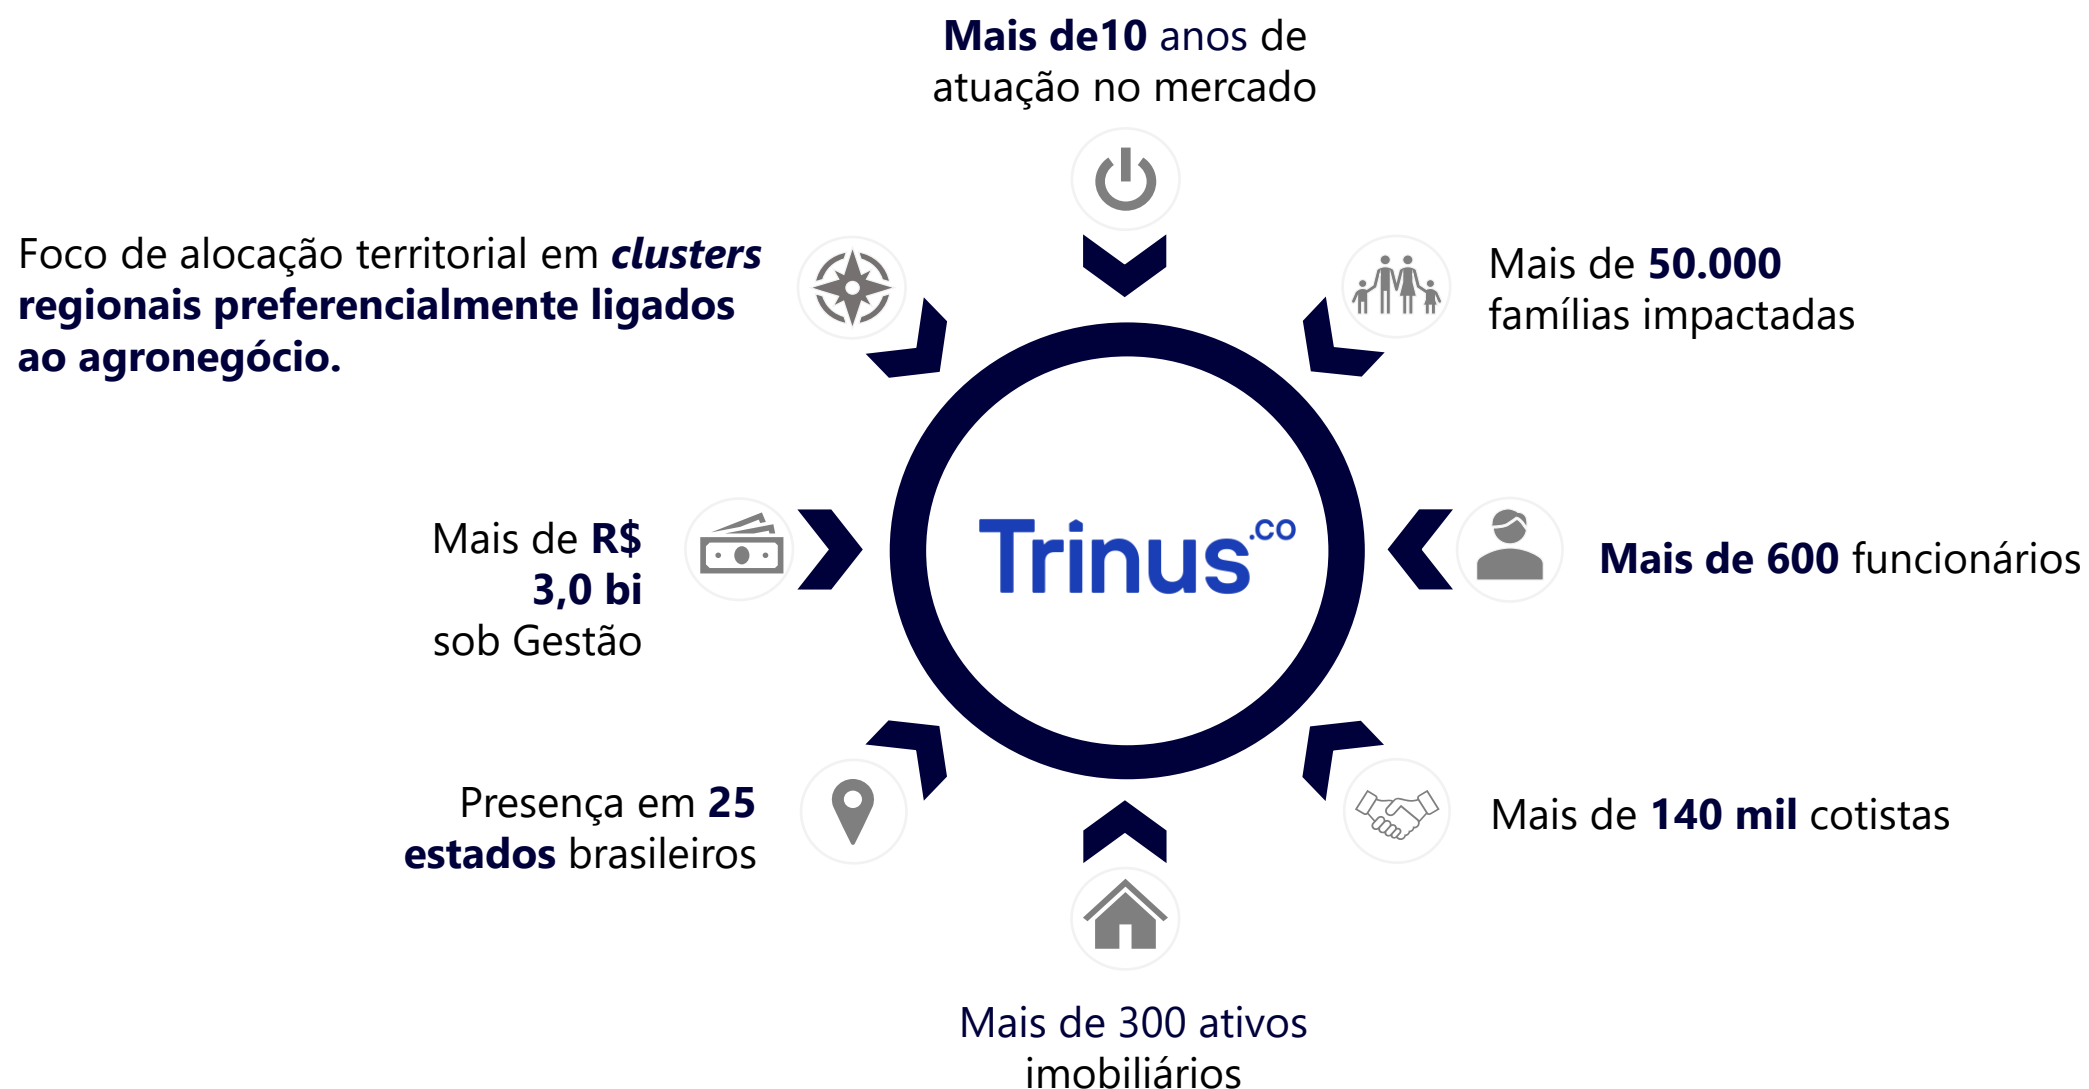 Mais de10 anos de
atuação no mercado
Foco de alocação territorial em clusters
regionais preferencialmente ligados
ao agronegócio.
Mais de 50.000
famílias impactadas
Mais de R$
3,0 bi
sob Gestão
Trinus.co
Mais de 600 funcionários
Presença em 25
estados brasileiros
Mais de 140 mil cotistas
Mais de 300 ativos
imobiliários